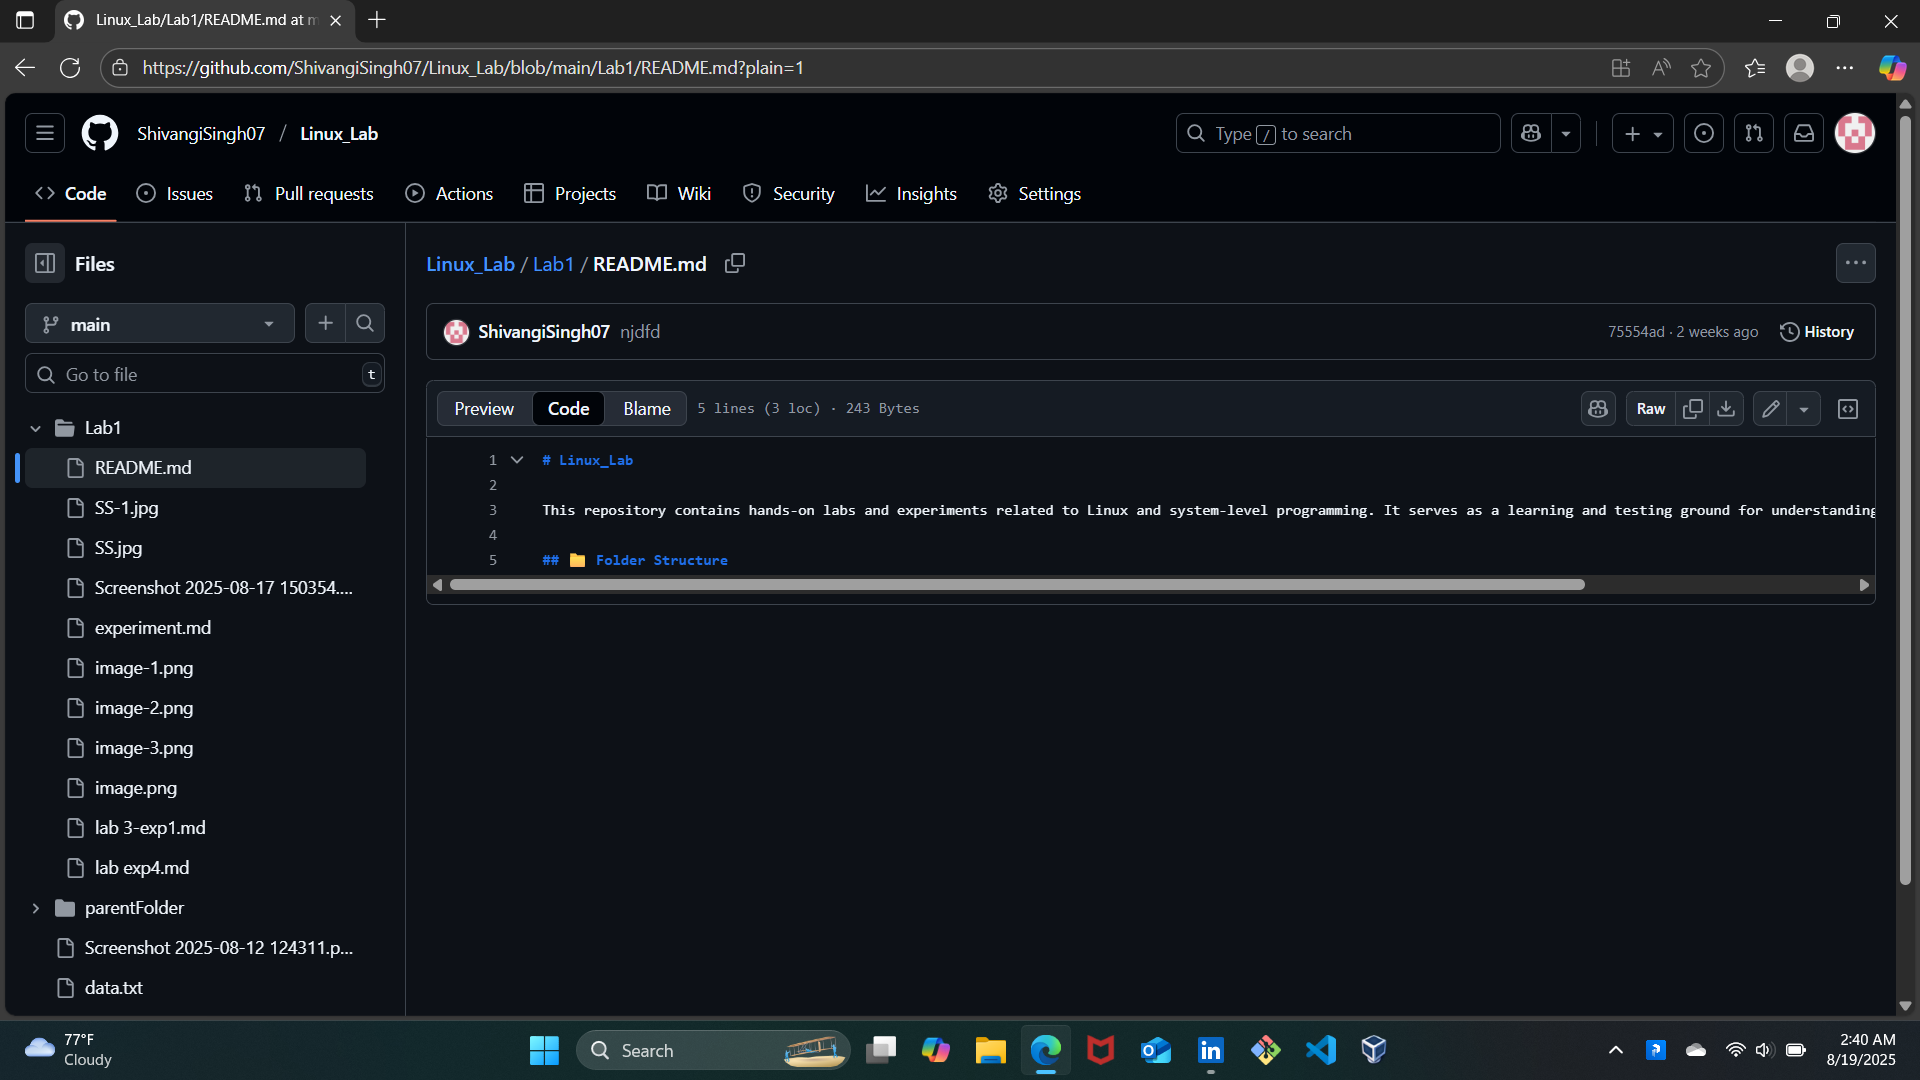 Linux_Lab/Lab1/README.md at m
https://github.com/ShivangiSingh07/Linux_Lab/blob/main/Lab1/README.md?plain=1
ShivangiSingh07 / Linux_Lab
Type / to search
Code Issues Pull requests Actions Projects Wiki Security Insights Settings
Files
Linux_Lab / Lab1 / README.md
main
ShivangiSingh07 njdfd
75554ad · 2 weeks ago History
Go to file t
Preview Code Blame 5 lines (3 loc) · 243 Bytes Raw
Lab1
README.md
SS-1.jpg
SS.jpg
Screenshot 2025-08-17 150354....
experiment.md
image-1.png
image-2.png
image-3.png
image.png
lab 3-exp1.md
lab exp4.md
parentFolder
Screenshot 2025-08-12 124311.p...
data.txt
1 # Linux_Lab
2
3 This repository contains hands-on labs and experiments related to Linux and system-level programming. It serves as a learning and testing ground for understanding
4
5 ## 📁 Folder Structure
77°F
Cloudy
Search
2:40 AM
8/19/2025